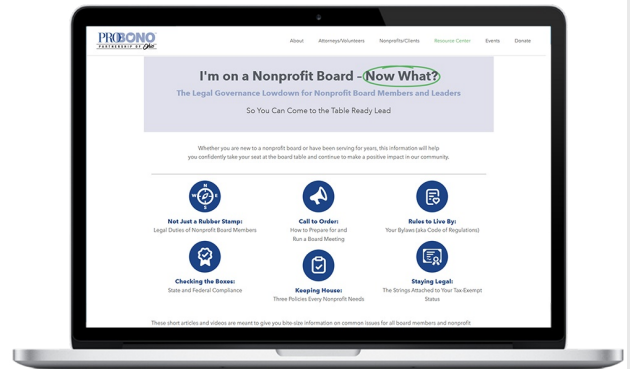 PROBONO
PARTNERSHIP OF Ohio
About Attorneys/Volunteers Nonprofits/Clients Resource Center Events Donate
I'm on a Nonprofit Board – Now What?
The Legal Governance Lowdown for Nonprofit Board Members and Leaders
So You Can Come to the Table Ready Lead
Whether you are new to a nonprofit board or have been serving for years, this information will help
you confidently take your seat at the board table and continue to make a positive impact in our community.
N
W E
S
Not Just a Rubber Stamp:
Legal Duties of Nonprofit Board Members
Call to Order:
How to Prepare for and
Run a Board Meeting
Rules to Live By:
Your Bylaws (aka Code of Regulations)
Checking the Boxes:
State and Federal Compliance
Keeping House:
Three Policies Every Nonprofit Needs
Staying Legal:
The Strings Attached to Your Tax-Exempt
Status
These short articles and videos are meant to give you bite-size information on common issues for all board members and nonprofit